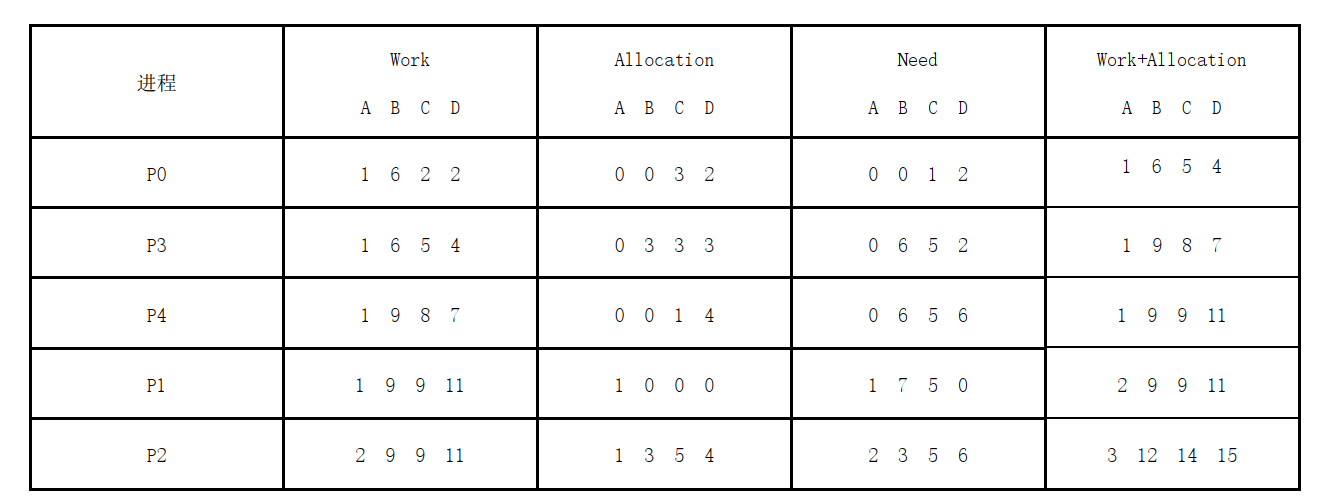 进程 Work Allocation Need Work+Allocation
A B C D A B C D A B C D A B C D
P0 1 6 2 2 0 0 3 2 0 0 1 2 1 6 5 4
P3 1 6 5 4 0 3 3 3 0 6 5 2 1 9 8 7
P4 1 9 8 7 0 0 1 4 0 6 5 6 1 9 9 11
P1 1 9 9 11 1 0 0 0 1 7 5 0 2 9 9 11
P2 2 9 9 11 1 3 5 4 2 3 5 6 3 12 14 15